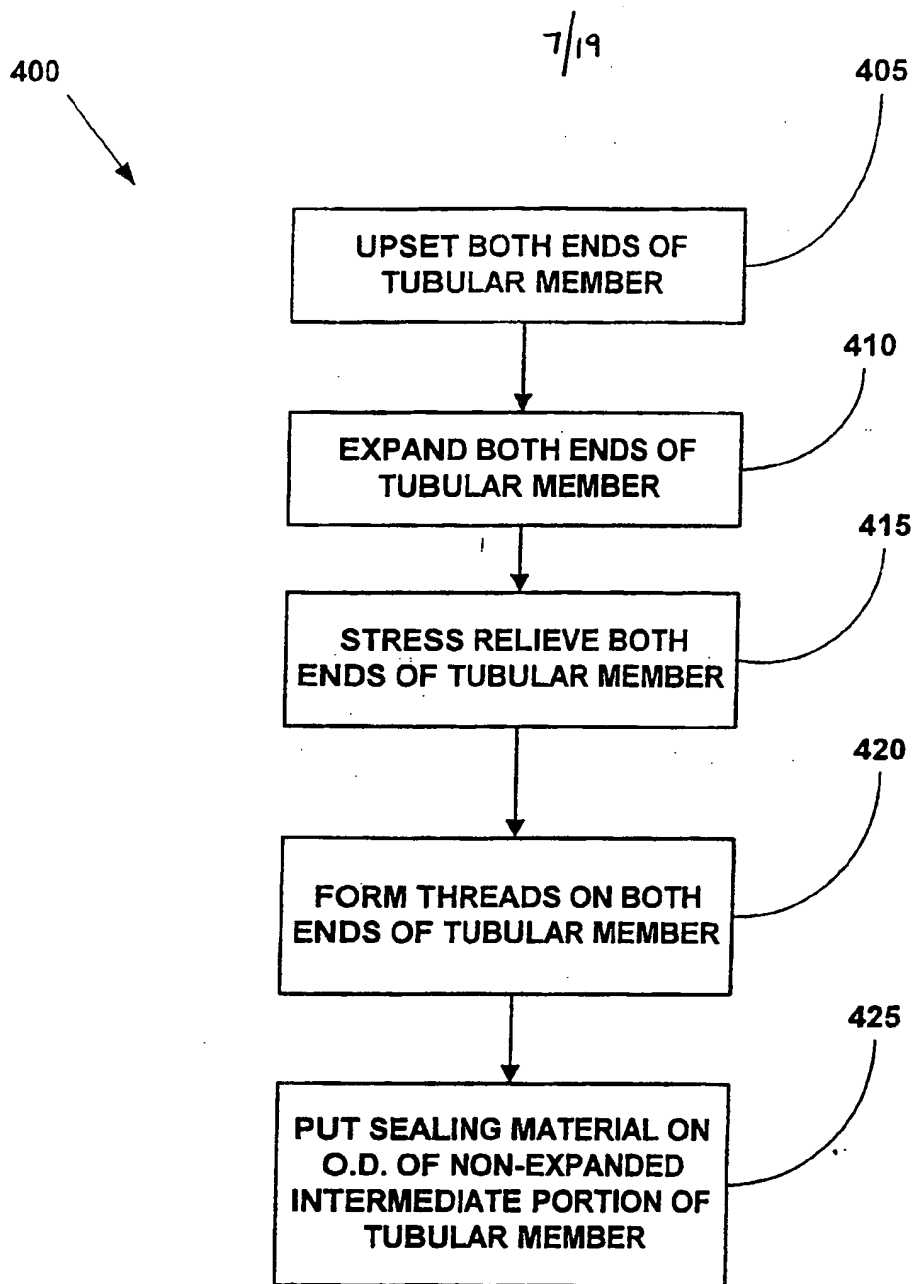 7/19
400
405
UPSET BOTH ENDS OF
TUBULAR MEMBER
410
EXPAND BOTH ENDS OF
TUBULAR MEMBER
415
STRESS RELIEVE BOTH
ENDS OF TUBULAR MEMBER
420
FORM THREADS ON BOTH
ENDS OF TUBULAR MEMBER
425
PUT SEALING MATERIAL ON
O.D. OF NON-EXPANDED
INTERMEDIATE PORTION OF
TUBULAR MEMBER